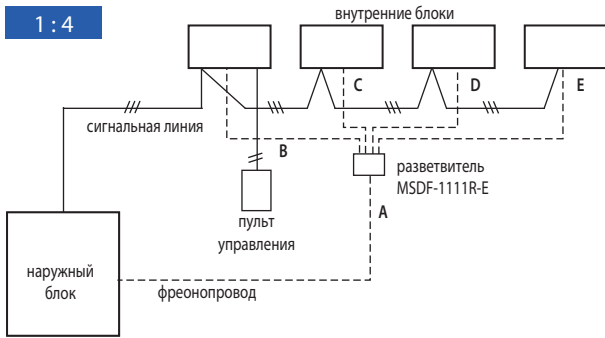 1 : 4
внутренние блоки
C
D
E
сигнальная линия
B
разветвитель
MSDF-1111R-E
A
пульт
управления
наружный
блок
фреонопровод